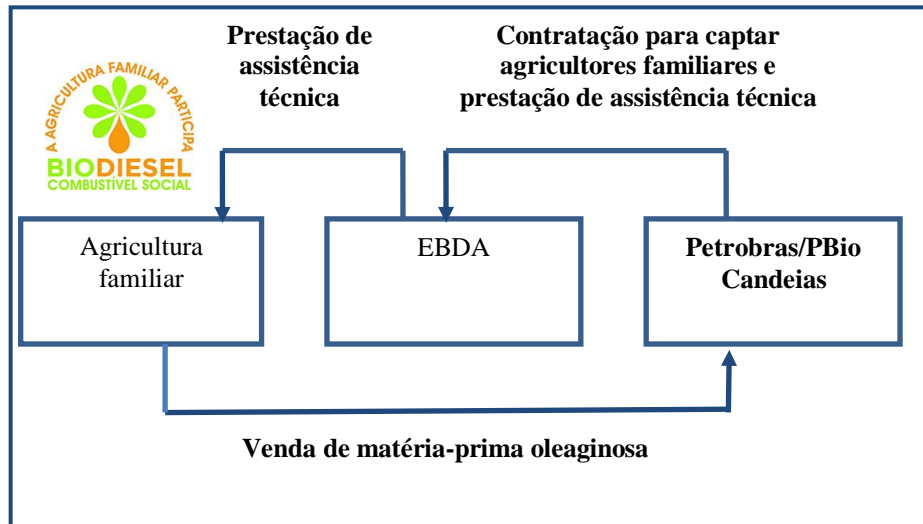 Prestação de
assistência
técnica
Contratação para captar
agricultores familiares e
prestação de assistência técnica
A AGRICULTURA FAMILIAR PARTICIPA
BIODIESEL
COMBUSTÍVEL SOCIAL
Agricultura
familiar
EBDA
Petrobras/PBio
Candeias
Venda de matéria-prima oleaginosa